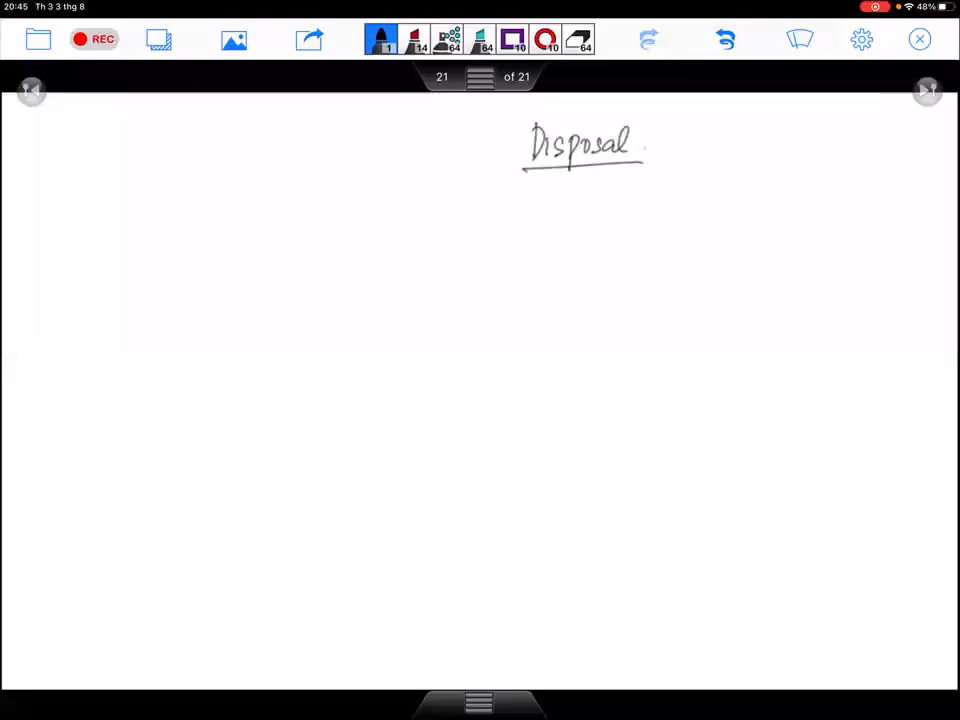 20:45 Th 3 3 thg 8 48%
REC 1 14 64 64 10 10 64
21 of 21
Disposal